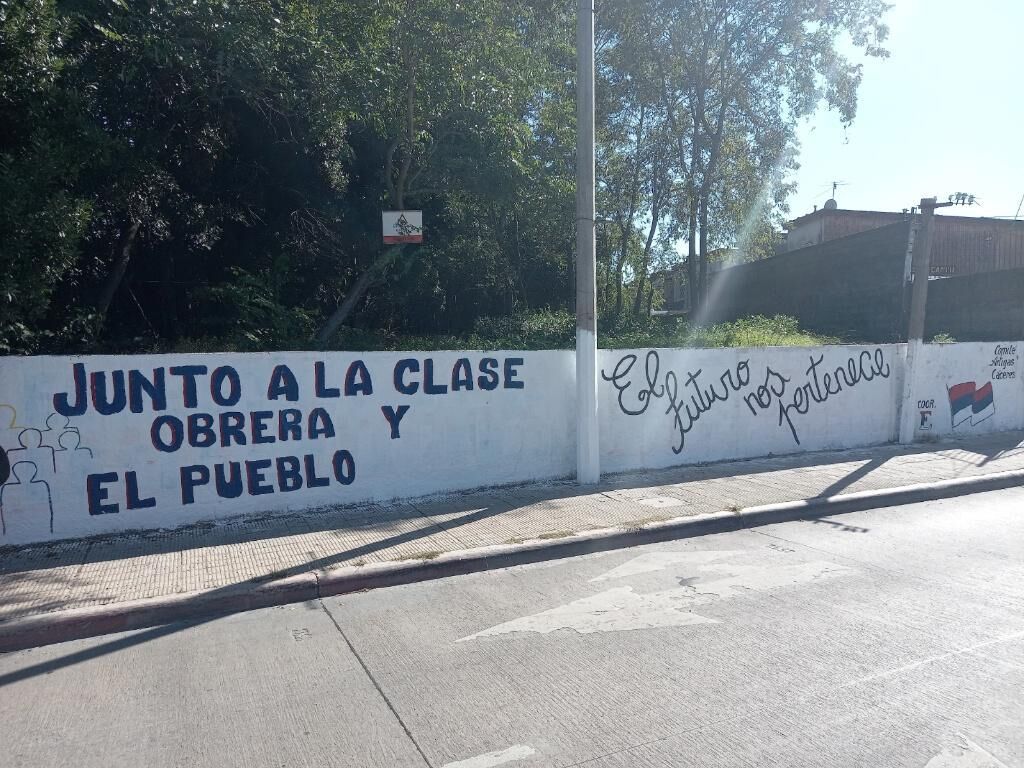 JUNTO A LA CLASE
OBRERA Y
EL PUEBLO
El
futuro
nos
pertenece
COOR.
E
Comité
Artigas
Cáceres